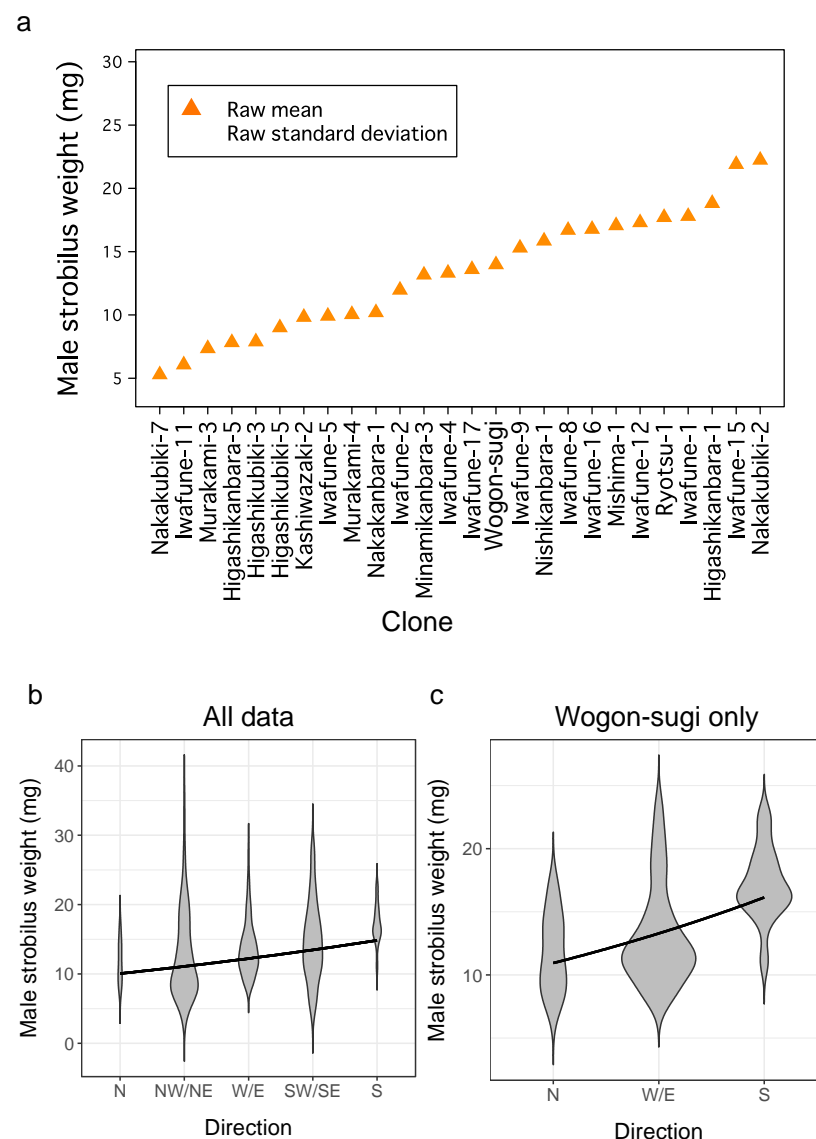 a
Male strobilus weight (mg)
30
25
20
15
10
5
Raw mean
Raw standard deviation
Nakakubiki-7
Iwafune-11
Murakami-3
Higashikanbara-5
Higashikubiki-3
Higashikubiki-5
Kashiwazaki-2
Iwafune-5
Murakami-4
Nakakanbara-1
Iwafune-2
Minamikanbara-3
Iwafune-4
Iwafune-17
Wogon-sugi
Iwafune-9
Nishikanbara-1
Iwafune-8
Iwafune-16
Mishima-1
Iwafune-12
Ryotsu-1
Iwafune-1
Higashikanbara-1
Iwafune-15
Nakakubiki-2
Clone
b
All data
Male strobilus weight (mg)
40
30
20
10
0
N NW/NE W/E SW/SE S
Direction
c
Wogon-sugi only
Male strobilus weight (mg)
20
10
N W/E S
Direction